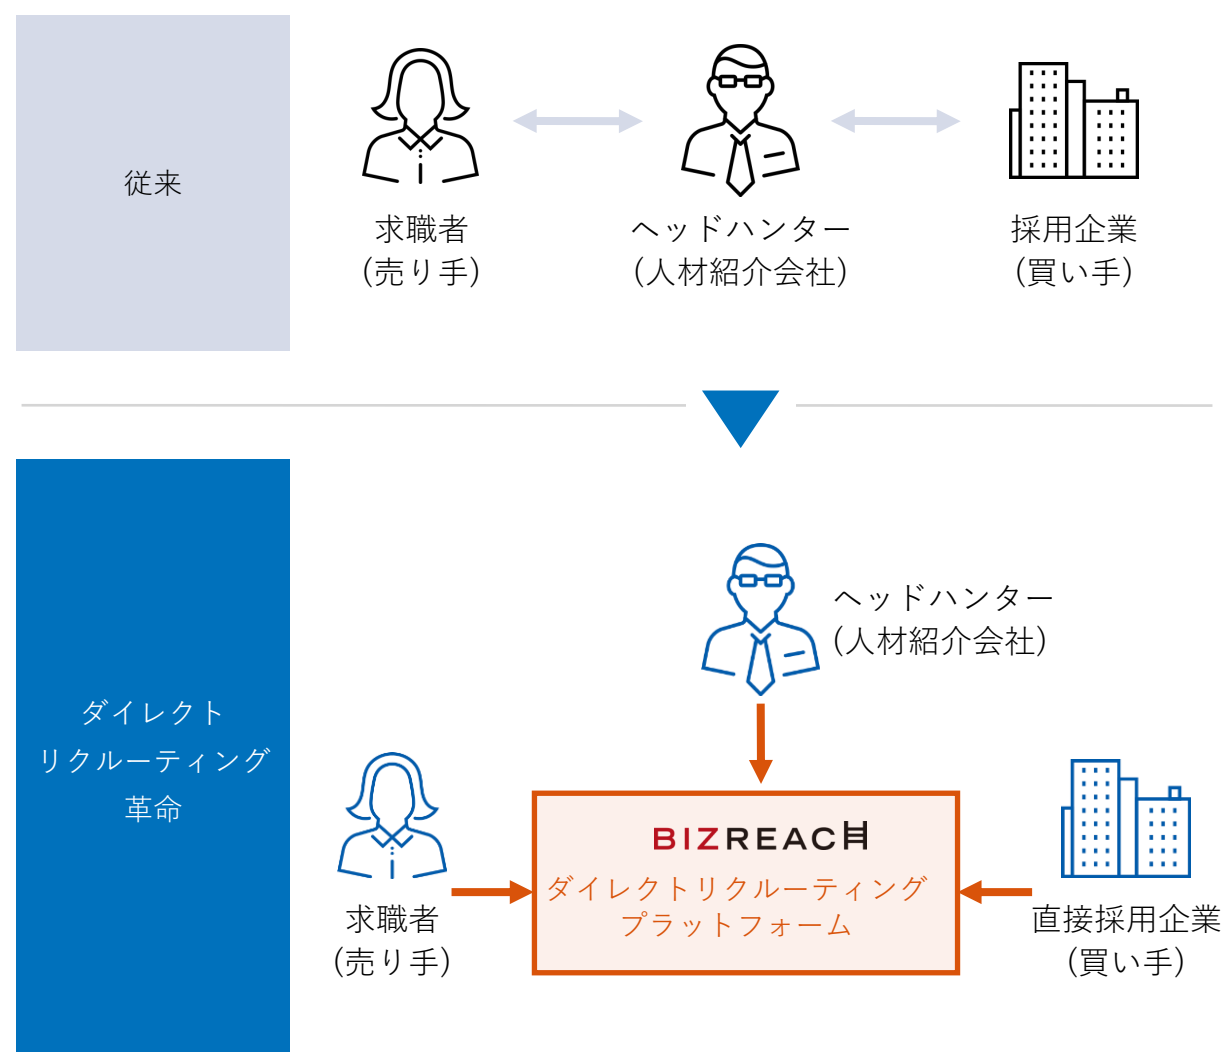 従来
求職者
(売り手)
ヘッドハンター
(人材紹介会社)
採用企業
(買い手)
ダイレクト
リクルーティング
革命
ヘッドハンター
(人材紹介会社)
求職者
(売り手)
BIZREACH
ダイレクトリクルーティング
プラットフォーム
直接採用企業
(買い手)